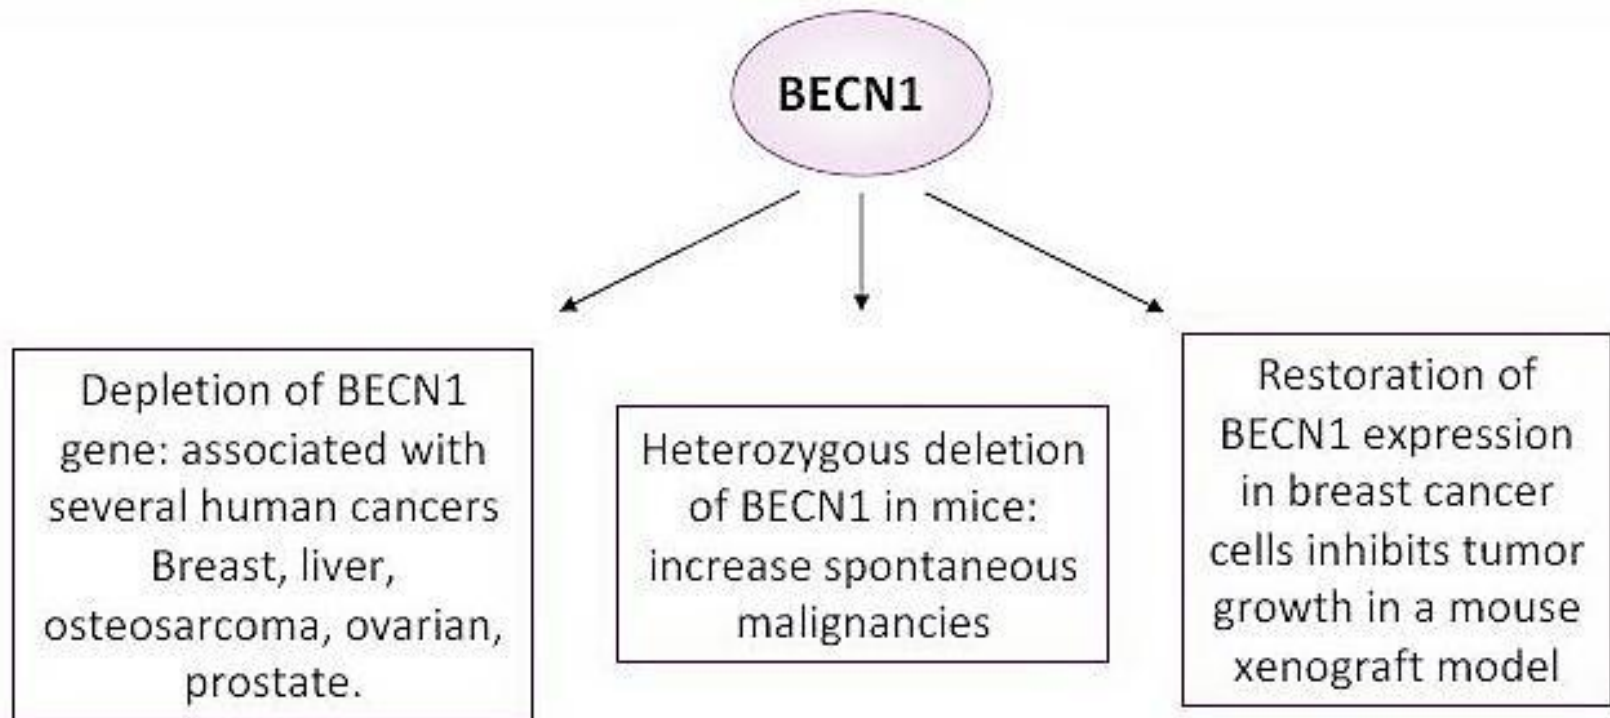 BECN1
Depletion of BECN1
gene: associated with
several human cancers
Breast, liver,
osteosarcoma, ovarian,
prostate.
Heterozygous deletion
of BECN1 in mice:
increase spontaneous
malignancies
Restoration of
BECN1 expression
in breast cancer
cells inhibits tumor
growth in a mouse
xenograft model